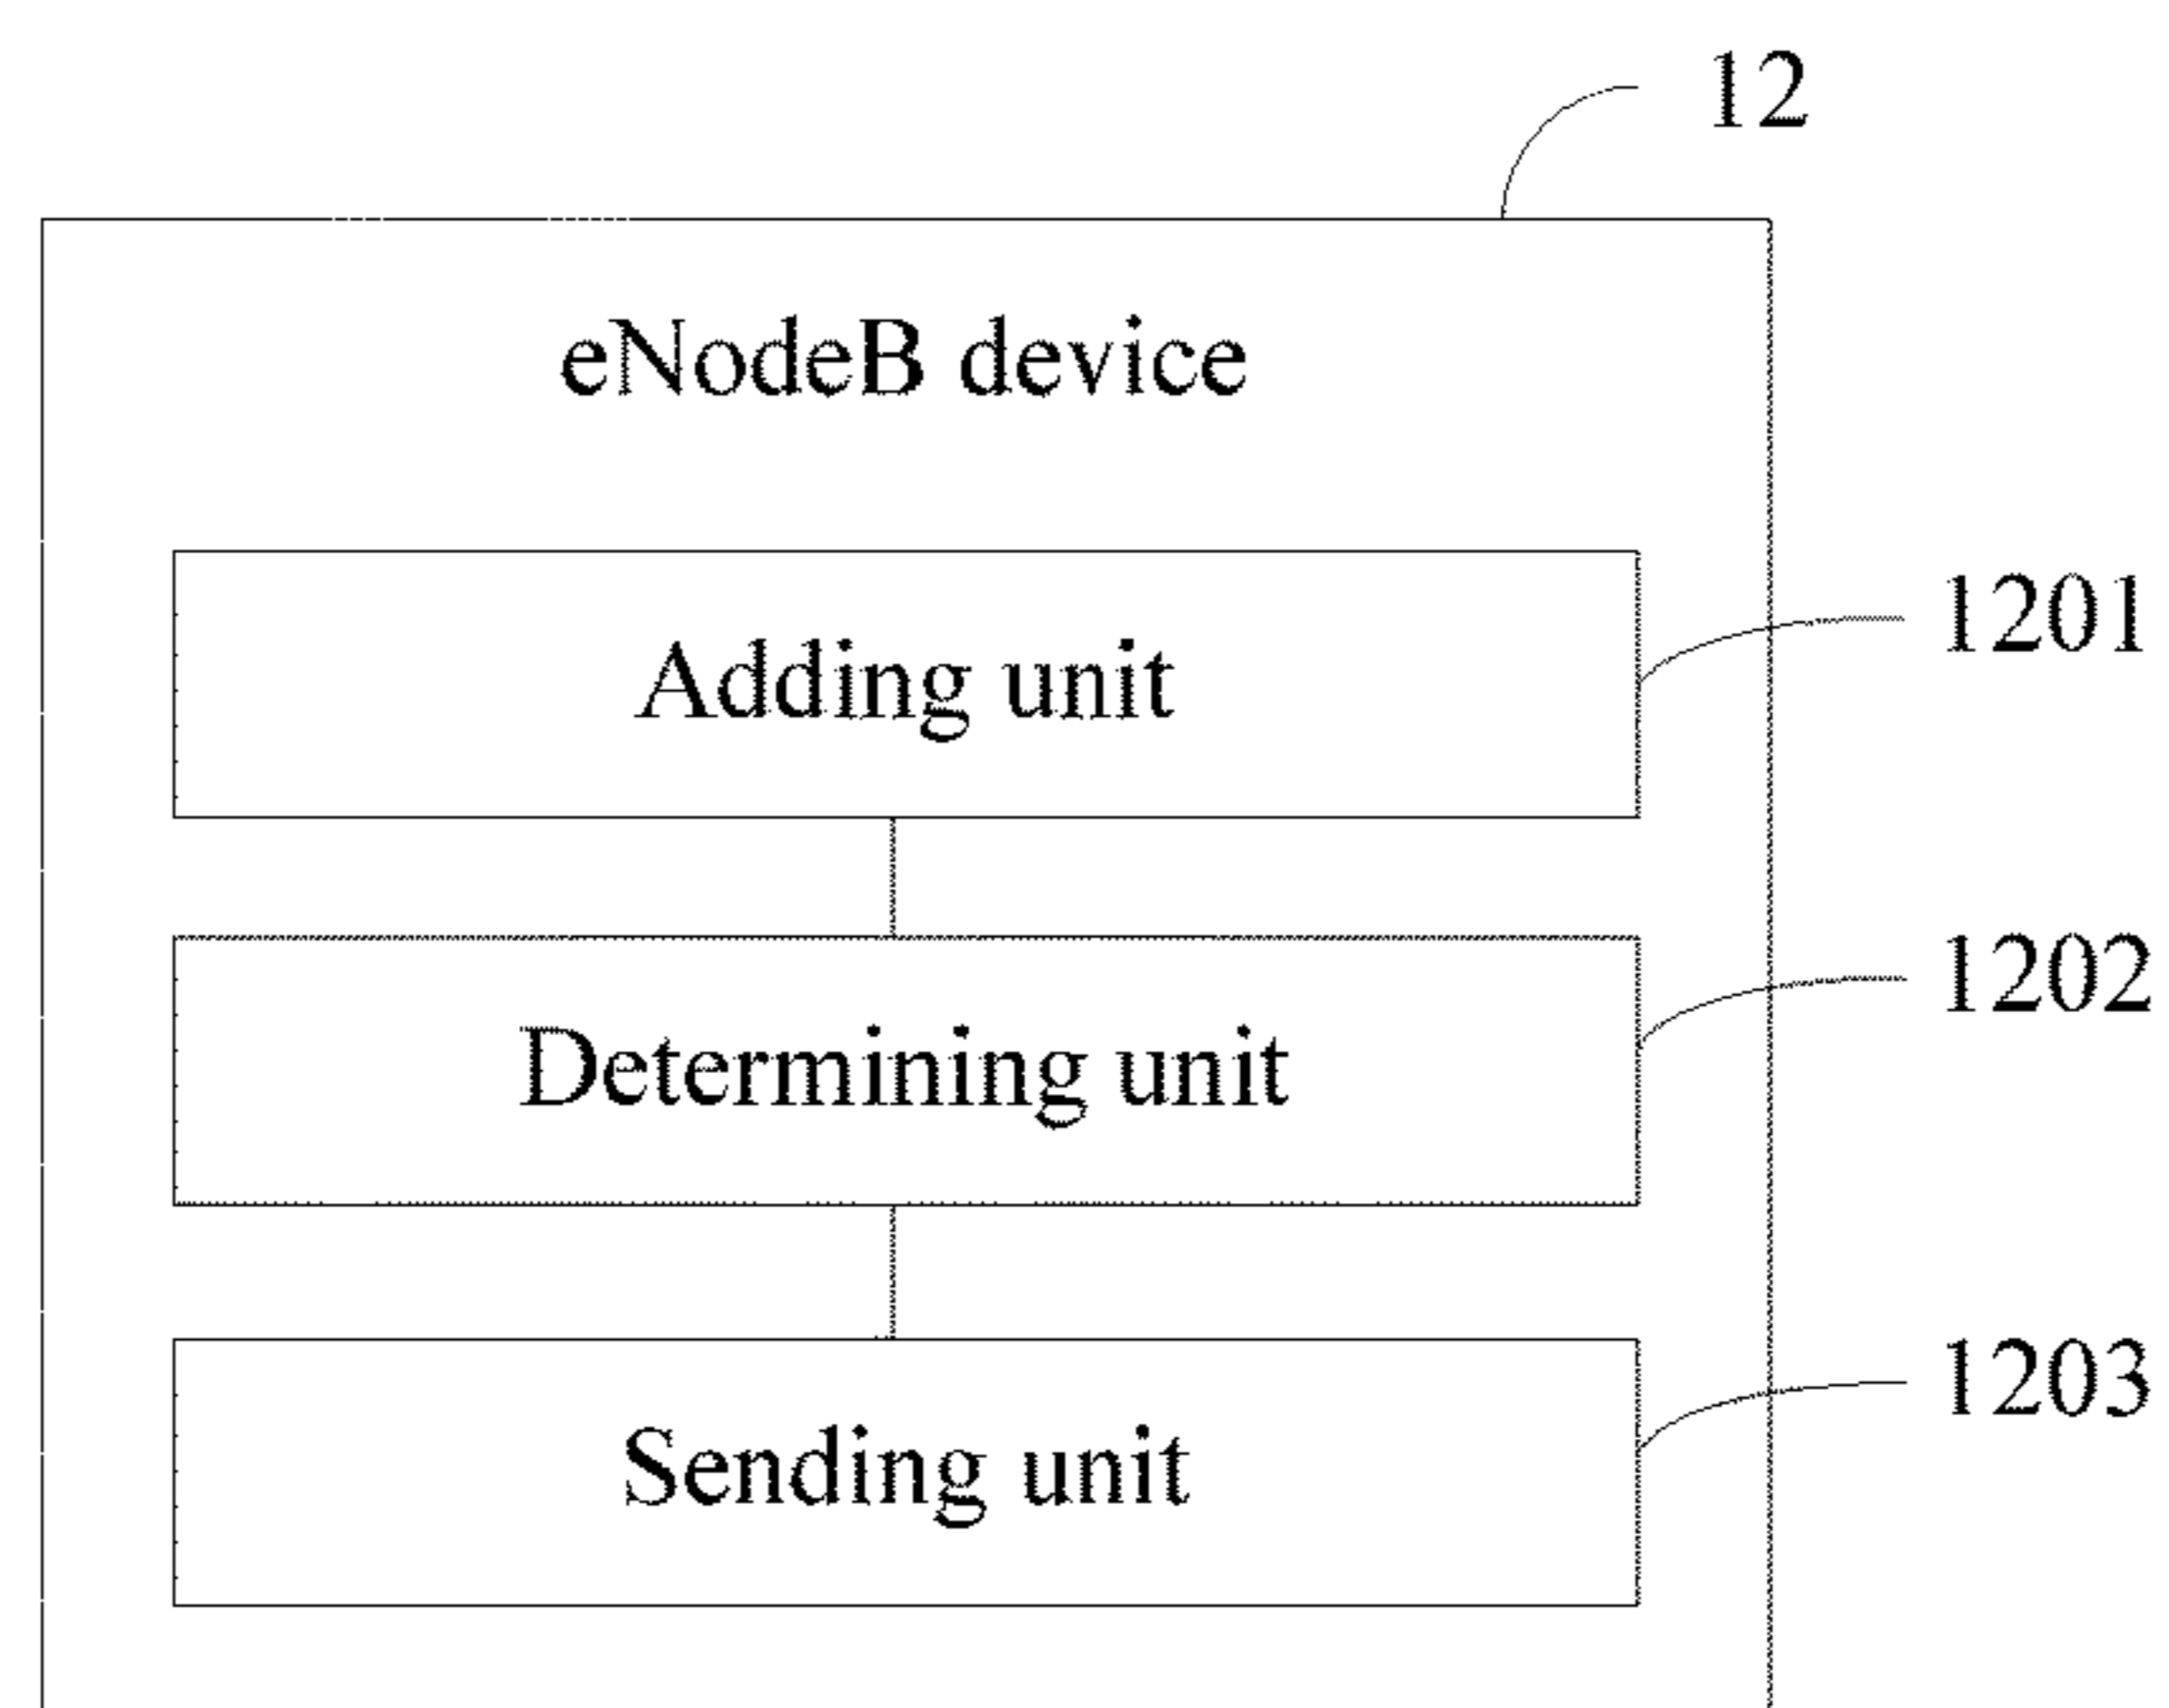 12
eNodeB device
Adding unit
1201
Determining unit
1202
Sending unit
1203